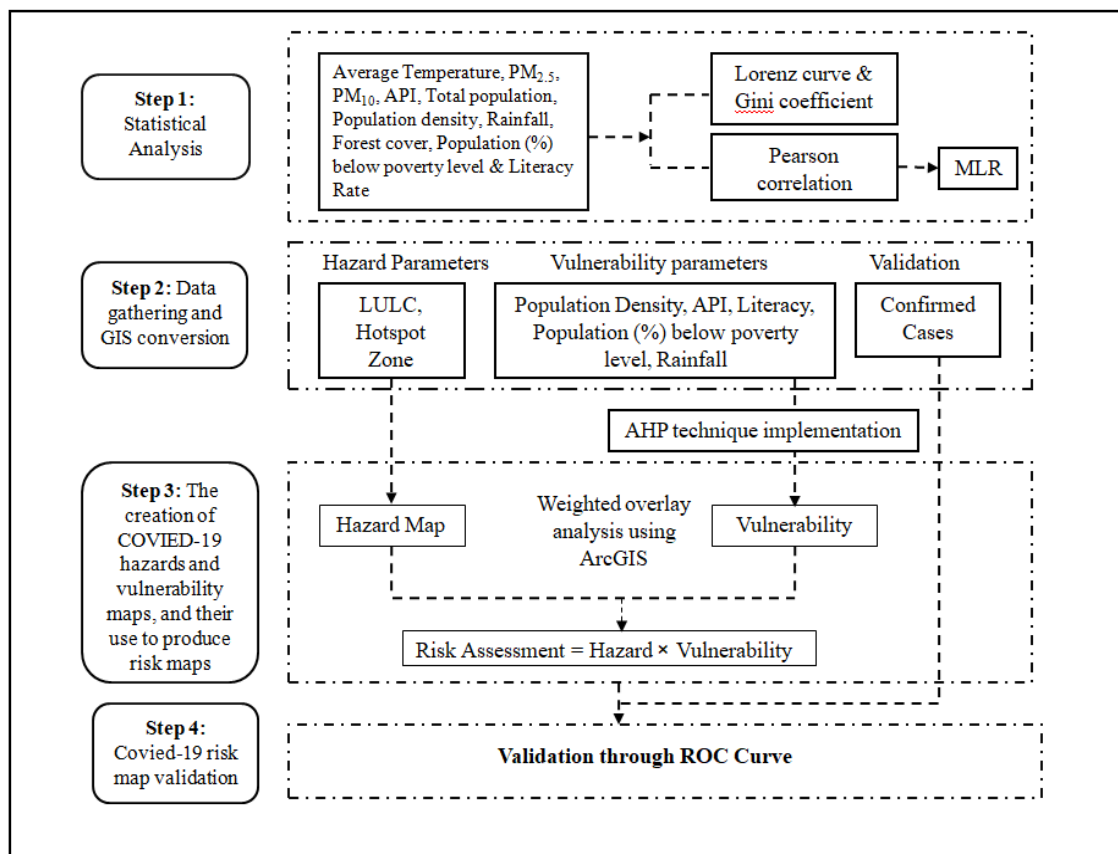 Step 1:
Statistical
Analysis
Average Temperature, PM2.5,
PM10, API, Total population,
Population density, Rainfall,
Forest cover, Population (%)
below poverty level & Literacy
Rate
Lorenz curve &
Gini coefficient
Pearson
correlation
MLR
Step 2: Data
gathering and
GIS conversion
Hazard Parameters
LULC,
Hotspot
Zone
Vulnerability parameters
Population Density, API, Literacy,
Population (%) below poverty
level, Rainfall
Validation
Confirmed
Cases
AHP technique implementation
Step 3: The
creation of
COVIED-19
hazards and
vulnerability
maps, and their
use to produce
risk maps
Hazard Map
Weighted overlay
analysis using
ArcGIS
Vulnerability
Risk Assessment = Hazard × Vulnerability
Step 4:
Covied-19 risk
map validation
Validation through ROC Curve